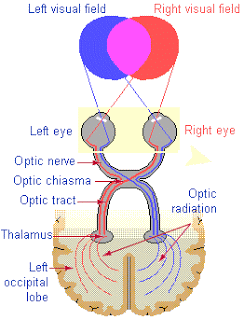 Left visual field
Right visual field
Left eye
Right eye
Optic nerve
Optic chiasma
Optic tract
Optic
radiation
Thalamus
Left
occipital
lobe